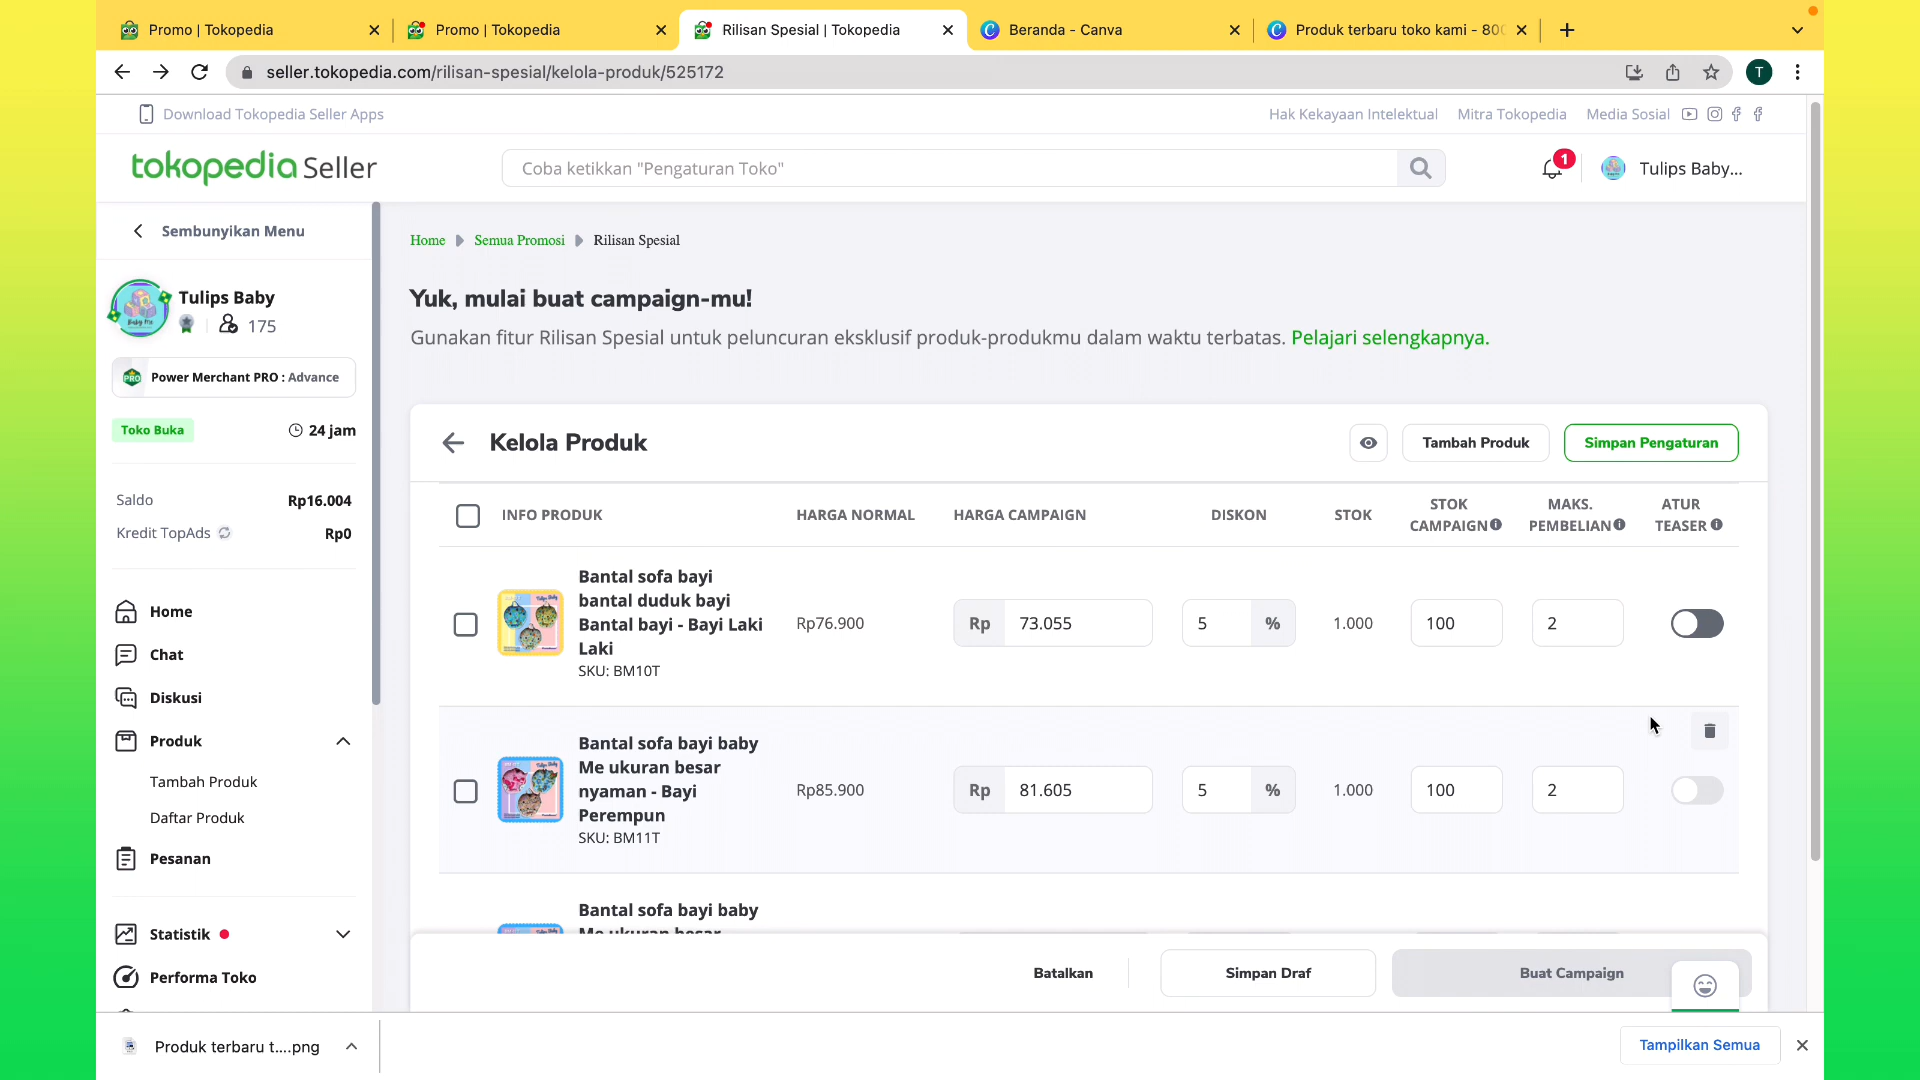 Promo | Tokopedia
Promo | Tokopedia
Rilisan Spesial | Tokopedia
Beranda - Canva
Produk terbaru toko kami - 800
seller.tokopedia.com/rilisan-spesial/kelola-produk/525172
T
Download Tokopedia Seller Apps
Hak Kekayaan Intelektual
Mitra Tokopedia
Media Sosial
tokopedia Seller
Coba ketikkan "Pengaturan Toko"
1
Tulips Baby...
Sembunyikan Menu
Tulips Baby
175
PRO
Power Merchant PRO : Advance
Toko Buka
24 jam
Saldo
Rp16.004
Kredit TopAds
Rp0
Home
Chat
Diskusi
Produk
Tambah Produk
Daftar Produk
Pesanan
Statistik
Performa Toko
Home
Semua Promosi
Rilisan Spesial
Yuk, mulai buat campaign-mu!
Gunakan fitur Rilisan Spesial untuk peluncuran eksklusif produk-produkmu dalam waktu terbatas. Pelajari selengkapnya.
Kelola Produk
Tambah Produk
Simpan Pengaturan
INFO PRODUK
HARGA NORMAL
HARGA CAMPAIGN
DISKON
STOK
STOK
CAMPAIGN
MAKS.
PEMBELIAN
ATUR
TEASER
Bantal sofa bayi
bantal duduk bayi
Bantal bayi - Bayi Laki
Laki
SKU: BM10T
Rp76.900
Rp
73.055
5
%
1.000
100
2
Bantal sofa bayi baby
Me ukuran besar
nyaman - Bayi
Perempun
SKU: BM11T
Rp85.900
Rp
81.605
5
%
1.000
100
2
Bantal sofa bayi baby
Me ukuran besar
Batalkan
Simpan Draf
Buat Campaign
Produk terbaru t....png
Tampilkan Semua